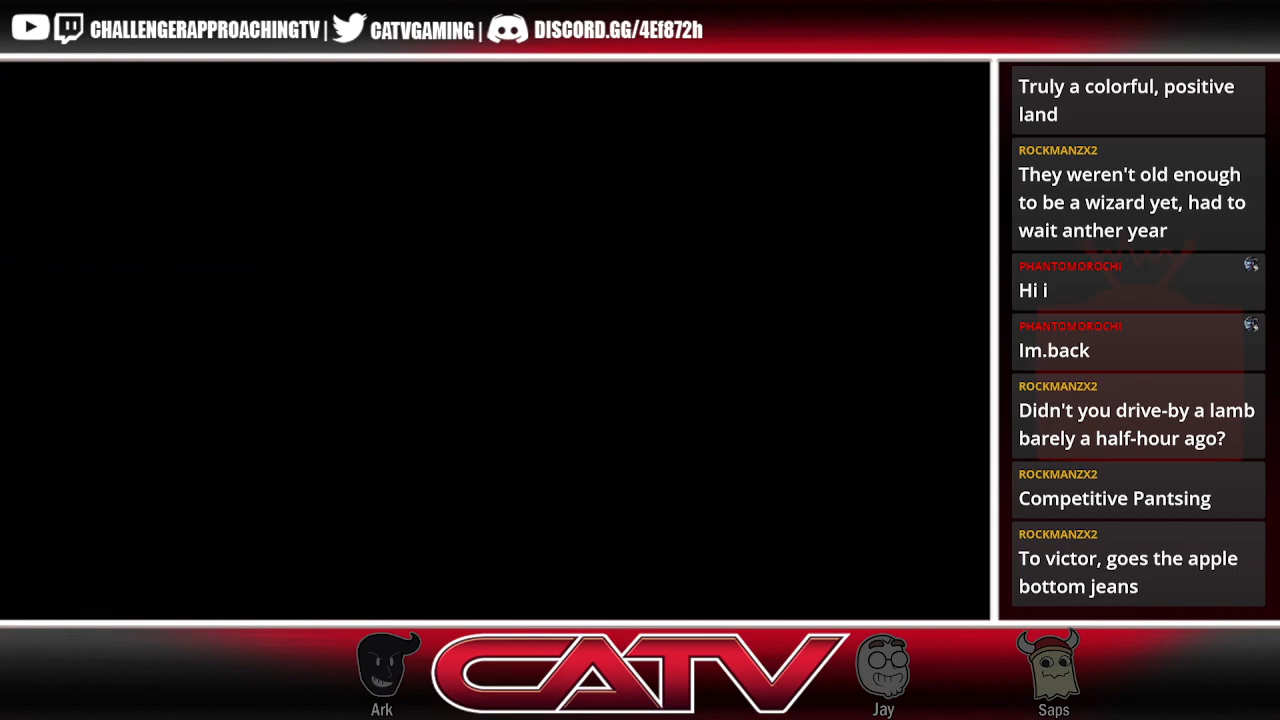 CHALLENGERAPPROACHINGTV | CATVGAMING | DISCORD.GG/4Ef872h
Truly a colorful, positive
land
ROCKMANZX2
They weren't old enough
to be a wizard yet, had to
wait anther year
PHANTOMOROCHI
Hi i
PHANTOMOROCHI
Im.back
ROCKMANZX2
Didn't you drive-by a lamb
barely a half-hour ago?
ROCKMANZX2
Competitive Pantsing
ROCKMANZX2
To victor, goes the apple
bottom jeans
CATV
Ark
Jay
Saps